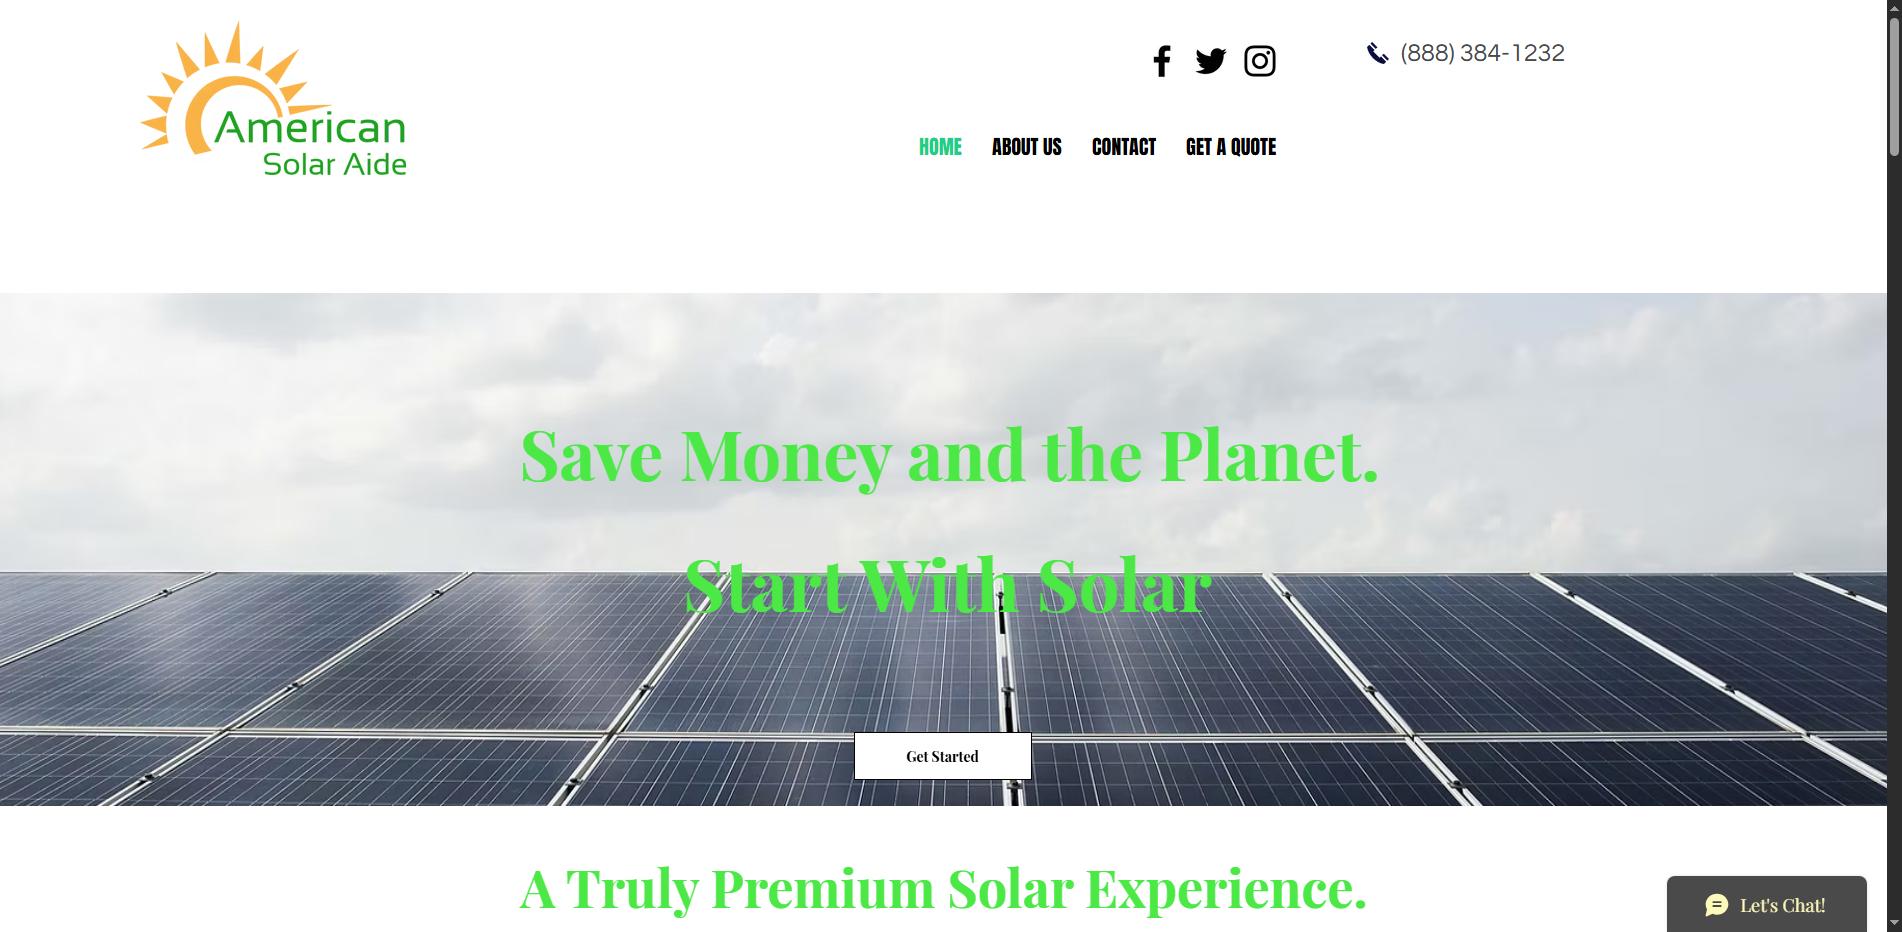 American
Solar Aide
(888) 384-1232
HOME ABOUT US CONTACT GET A QUOTE
Save Money and the Planet.
Start With Solar
Get Started
A Truly Premium Solar Experience.
Let's Chat!